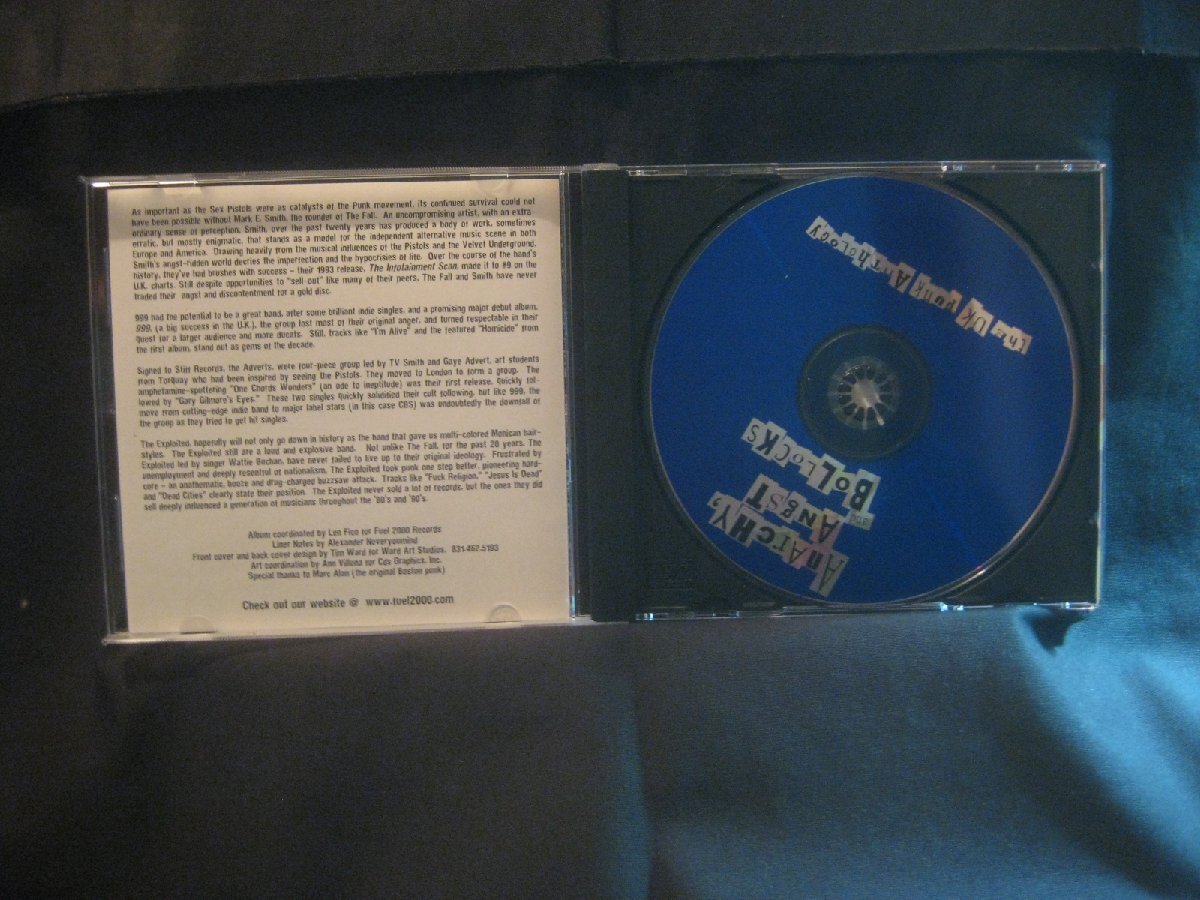 As important as the Sex Pistols were as catalysts of the Punk movement, its continued survival could not
have been possible without Mark E. Smith, the founder of The Fall. An uncompromising artist, with an extra-
ordinary sense of perception, Smith, over the past twenty years has produced a body of work, sometimes
erratic, but mostly enigmatic, that stands as a model for the independent alternative music scene in both
Europe and America. Drawing heavily from the musical influences of the Pistols and the Velvet Underground,
Smith's angst-ridden world decries the imperfection and the hypocrisies of life. Over the course of the band's
history, they've had brushes with success - their 1993 release, The Infotainment Scan, made it to #9 on the
U.K. charts. Still despite opportunities to "sell out" like many of their peers, The Fall and Smith have never
traded their angst and discontentment for a gold disc.
999 had the potential to be a great band, after some brilliant indie singles, and a promising major debut album,
999, (a big success in the U.K.), the group lost most of their original anger, and turned respectable in their
quest for a larger audience and more ducats. Still, tracks like "I'm Alive" and the featured "Homicide" from
the first album, stand out as gems of the decade.
Signed to Stiff Records, the Adverts, were four-piece group led by TV Smith and Gaye Advert, art students
from Torquay who had been inspired by seeing the Pistols. They moved to London to form a group. The
amphetamine-sputtering "One Chords Wonders" (an ode to ineptitude) was their first release, quickly fol-
lowed by "Gary Gilmore's Eyes." These two singles quickly solidified their cult following, but like 999, the
move from cutting-edge indie band to major label stars (in this case CBS) was undoubtedly the downfall of
the group as they tried to get hit singles.
The Exploited, hopefully will not only go down in history as the band that gave us multi-colored Mohican hair-
styles. The Exploited still are a loud and explosive band. Not unlike The Fall, for the past 20 years, The
Exploited led by singer Wattie Buchan, have never failed to live up to their original ideology. Frustrated by
unemployment and deeply resentful of nationalism, The Exploited took punk one step better, pioneering hard-
core - an anathematic, booze and drug-charged buzzsaw attack. Tracks like "Fuck Religion," "Jesus Is Dead"
and "Dead Cities" clearly state their position. The Exploited never sold a lot of records, but the ones they did
sell deeply influenced a generation of musicians throughout the '80's and '90's.
Album coordinated by Len Fico for Fuel 2000 Records
Liner Notes by Alexander Neveryoumind
Front cover and back cover design by Tim Ward for Ward Art Studios, 831.462.5193
Art coordination by Ann for Cox Graphics, Inc.
Special thanks to Marc Alan (the original Boston punk)
Check out our website @ www.fuel2000.com
AnArcHY,
AngST
and
BoLLocKs
the UK punk AntholoGy